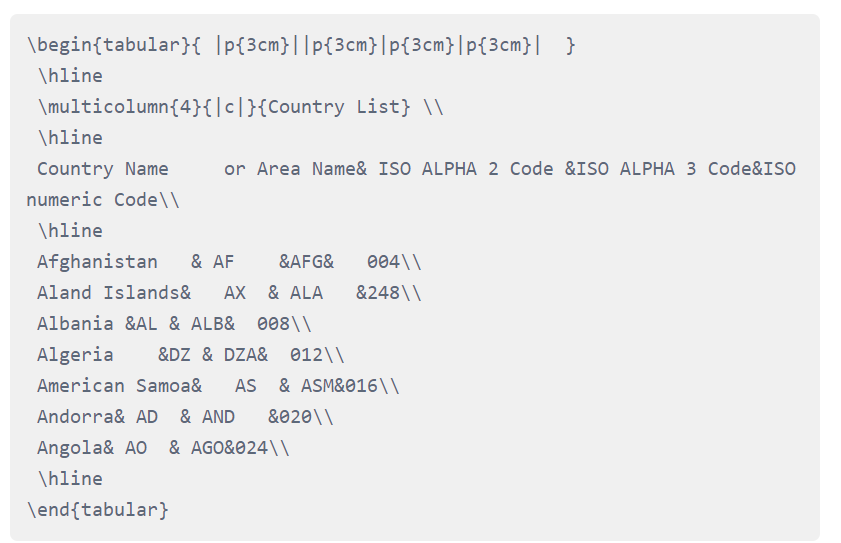 \begin{tabular}{ |p{3cm}||p{3cm}|p{3cm}|p{3cm}|  }
 \hline
 \multicolumn{4}{|c|}{Country List} \\
 \hline
 Country Name     or Area Name& ISO ALPHA 2 Code &ISO ALPHA 3 Code&ISO
numeric Code\\
 \hline
 Afghanistan   & AF    &AFG&   004\\
 Aland Islands&   AX  & ALA   &248\\
 Albania &AL & ALB&  008\\
 Algeria    &DZ & DZA&  012\\
 American Samoa&   AS  & ASM&016\\
 Andorra& AD  & AND   &020\\
 Angola& AO  & AGO&024\\
 \hline
\end{tabular}